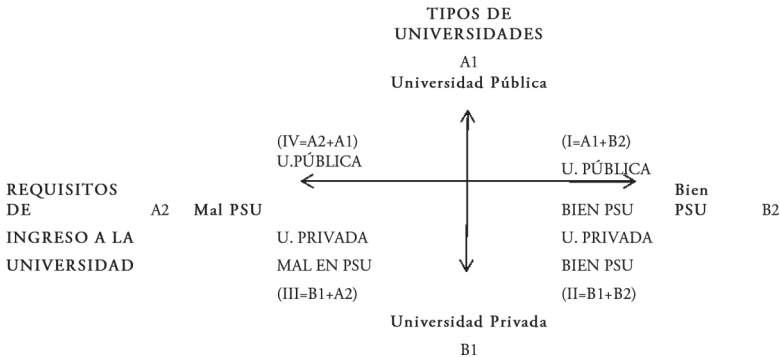 TIPOS DE
UNIVERSIDADES
A1
Universidad Pública
(IV=A2+A1)
U.PÚBLICA
(I=A1+B2)
U. PÚBLICA
REQUISITOS
DE
INGRESO A LA
UNIVERSIDAD
A2 Mal PSU
BIEN PSU
Bien
PSU B2
U. PRIVADA
MAL EN PSU
(III=B1+A2)
U. PRIVADA
BIEN PSU
(II=B1+B2)
Universidad Privada
B1